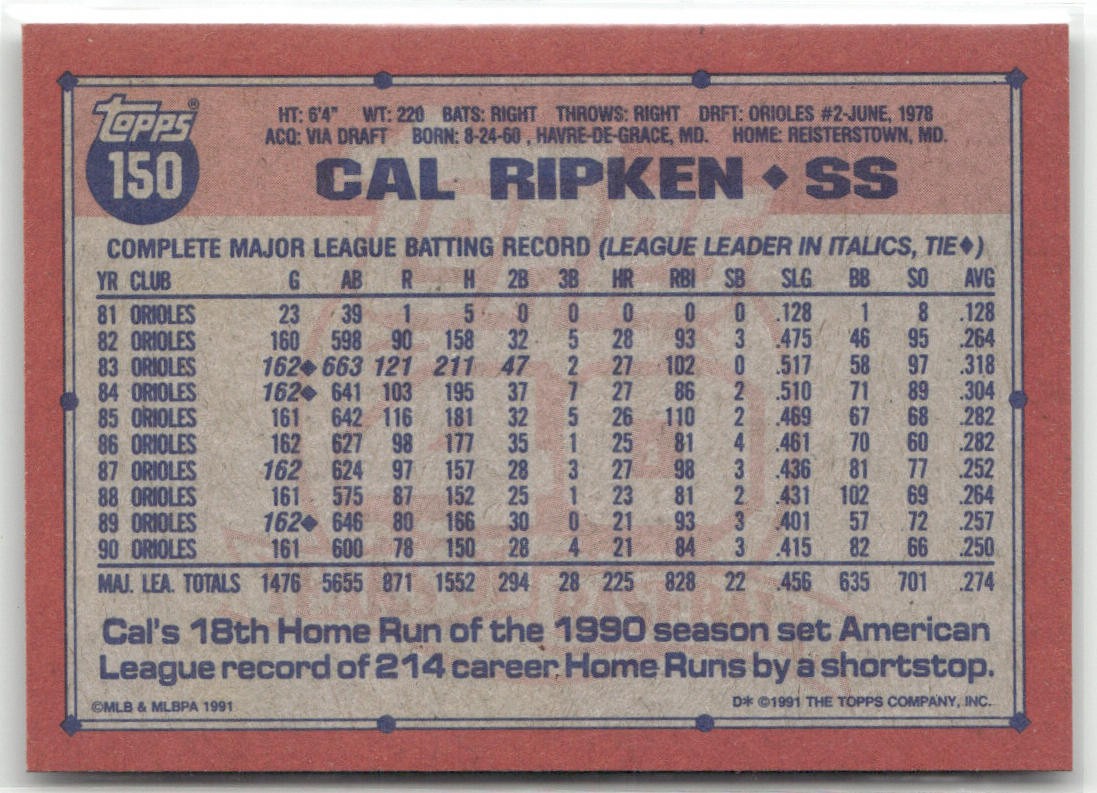 Topps®
150
HT: 6'4" WT: 220 BATS: RIGHT THROWS: RIGHT DRFT: ORIOLES #2-JUNE, 1978
ACQ: VIA DRAFT BORN: 8-24-60 , HAVRE-DE-GRACE, MD. HOME: REISTERSTOWN, MD.
CAL RIPKEN ♦ SS
COMPLETE MAJOR LEAGUE BATTING RECORD (LEAGUE LEADER IN ITALICS, TIE♦)
YR CLUB G AB R H 2B 3B HR RBI SB SLG BB SO AVG
81 ORIOLES 23 39 1 5 0 0 0 0 0 .128 1 8 .128
82 ORIOLES 160 598 90 158 32 5 28 93 3 .475 46 95 .264
83 ORIOLES 162♦ 663 121 211 47 2 27 102 0 .517 58 97 .318
84 ORIOLES 162♦ 641 103 195 37 7 27 86 2 .510 71 89 .304
85 ORIOLES 161 642 116 181 32 5 26 110 2 .469 67 68 .282
86 ORIOLES 162 627 98 177 35 1 25 81 4 .461 70 60 .282
87 ORIOLES 162 624 97 157 28 3 27 98 3 .436 81 77 .252
88 ORIOLES 161 575 87 152 25 1 23 81 2 .431 102 69 .264
89 ORIOLES 162♦ 646 80 166 30 0 21 93 3 .401 57 72 .257
90 ORIOLES 161 600 78 150 28 4 21 84 3 .415 82 66 .250
MAJ. LEA. TOTALS 1476 5655 871 1552 294 28 225 828 22 .456 635 701 .274
Cal's 18th Home Run of the 1990 season set American
League record of 214 career Home Runs by a shortstop.
©MLB & MLBPA 1991
D* ©1991 THE TOPPS COMPANY, INC.